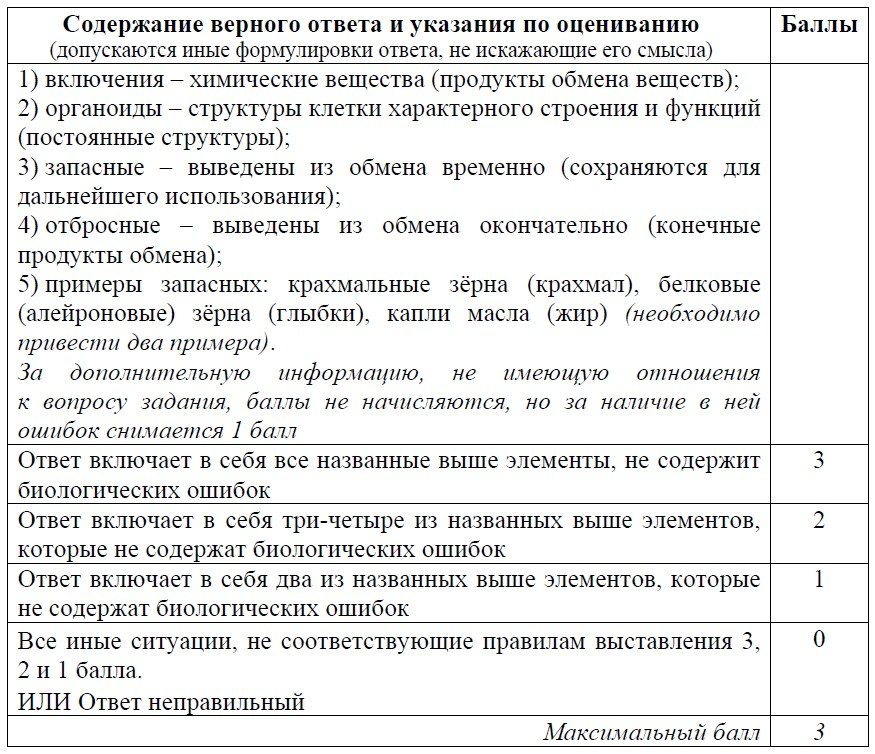 Содержание верного ответа и указания по оцениванию
(допускаются иные формулировки ответа, не искажающие его смысла)
Баллы
1) включения – химические вещества (продукты обмена веществ);
2) органоиды – структуры клетки характерного строения и функций
(постоянные структуры);
3) запасные – выведены из обмена временно (сохраняются для
дальнейшего использования);
4) отбросные – выведены из обмена окончательно (конечные
продукты обмена);
5) примеры запасных: крахмальные зёрна (крахмал), белковые
(алейроновые) зёрна (глыбки), капли масла (жир) (необходимо
привести два примера).
За дополнительную информацию, не имеющую отношения
к вопросу задания, баллы не начисляются, но за наличие в ней
ошибок снимается 1 балл
Ответ включает в себя все названные выше элементы, не содержит
биологических ошибок
3
Ответ включает в себя три-четыре из названных выше элементов,
которые не содержат биологических ошибок
2
Ответ включает в себя два из названных выше элементов, которые
не содержат биологических ошибок
1
Все иные ситуации, не соответствующие правилам выставления 3,
2 и 1 балла.
ИЛИ Ответ неправильный
0
Максимальный балл
3